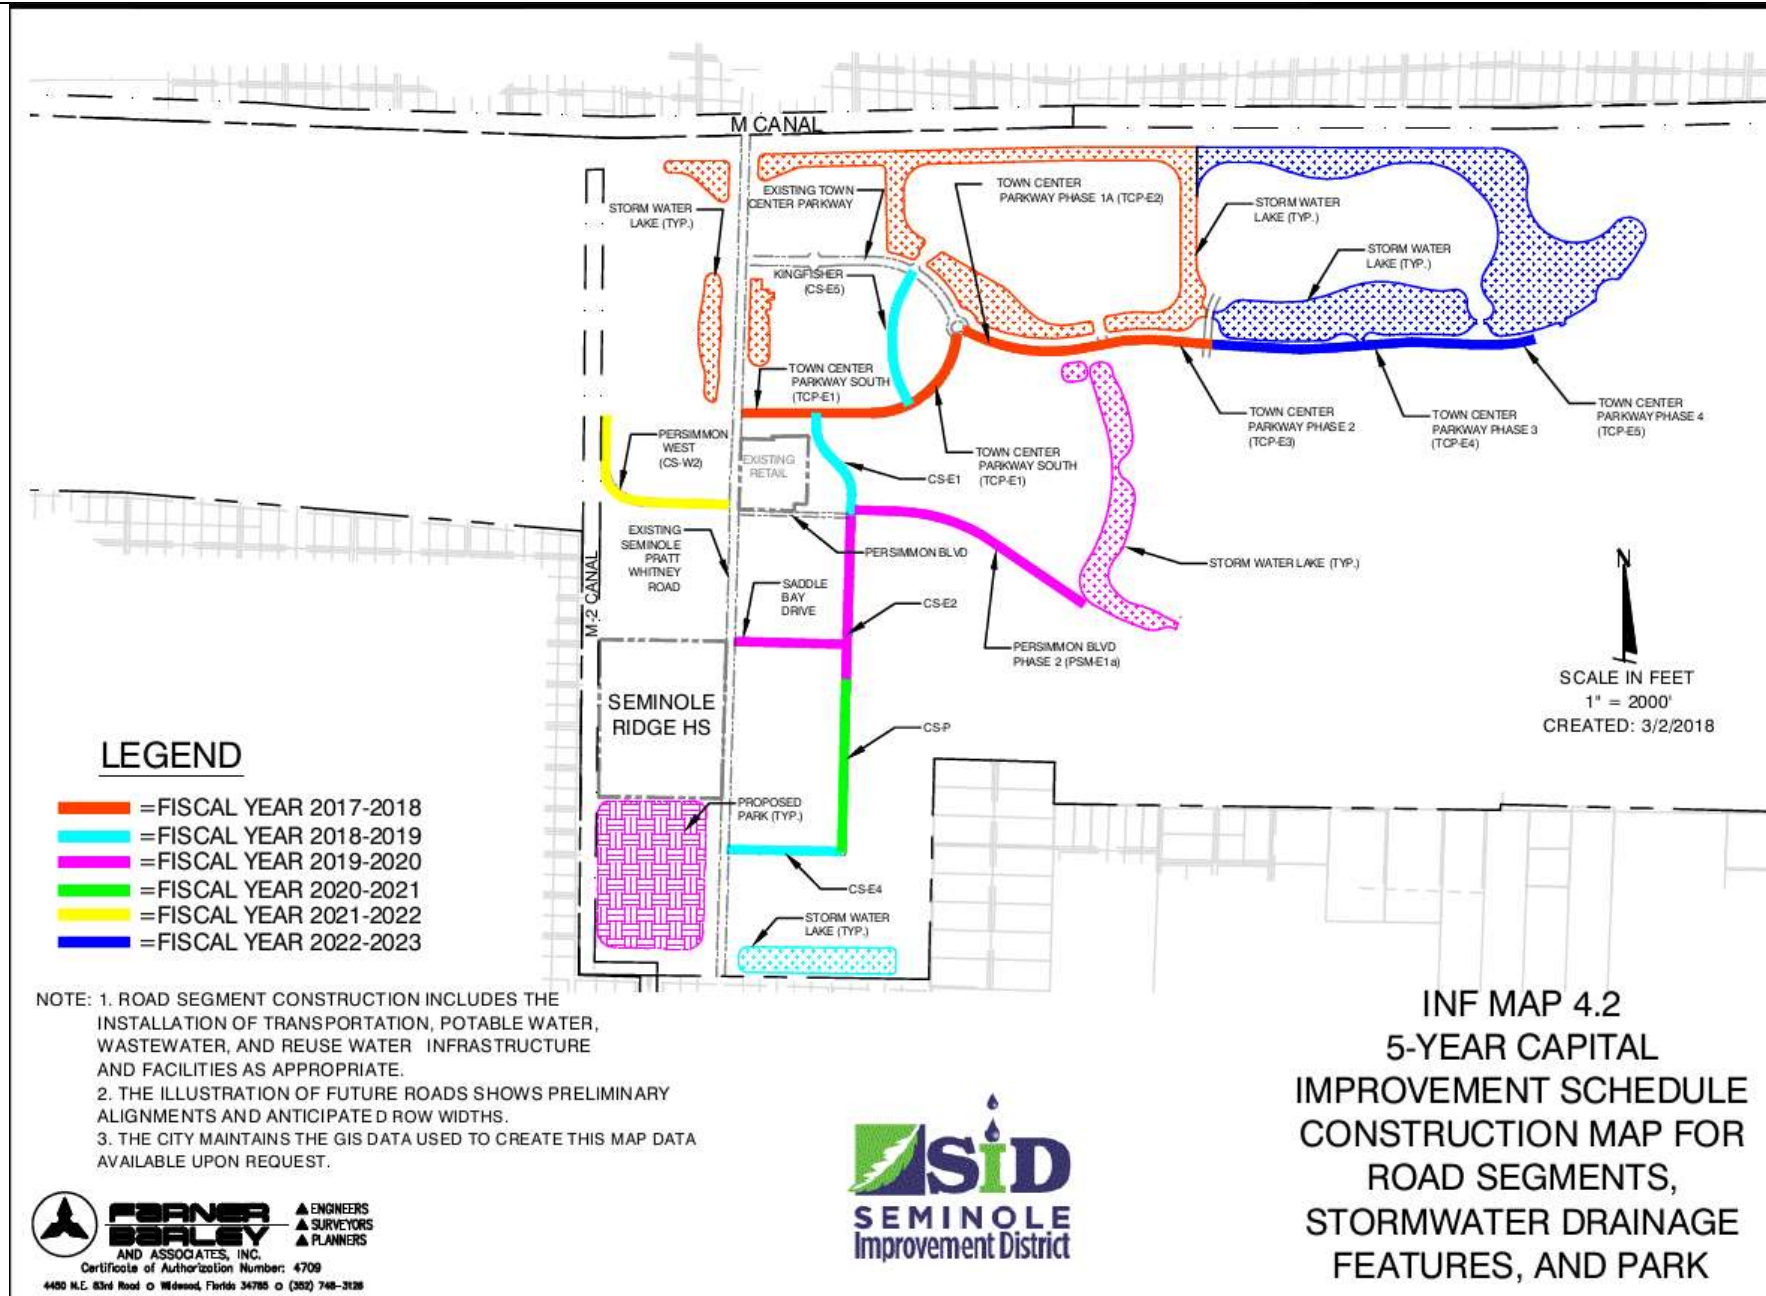 M CANAL
STORM WATER
LAKE (TYP.)
EXISTING TOWN
CENTER PARKWAY
TOWN CENTER
PARKWAY PHASE 1A (TCP-E2)
STORM WATER
LAKE (TYP.)
STORM WATER
LAKE (TYP.)
KINGFISHER
(CS-E5)
TOWN CENTER
PARKWAY SOUTH
(TCP-E1)
TOWN CENTER
PARKWAY PHASE 2
(TCP-E3)
TOWN CENTER
PARKWAY PHASE 3
(TCP-E4)
TOWN CENTER
PARKWAY PHASE 4
(TCP-E5)
PERSIMMON
WEST
(CS-W2)
EXISTING
RETAIL
TOWN CENTER
PARKWAY SOUTH
(TCP-E1)
CS-E1
EXISTING
SEMINOLE
PRATT
WHITNEY
ROAD
PERSIMMON BLVD
STORM WATER LAKE (TYP.)
M-2 CANAL
SADDLE
BAY
DRIVE
CS-E2
PERSIMMON BLVD
PHASE 2 (PSM-E1a)
N
SCALE IN FEET
1" = 2000'
CREATED: 3/2/2018
SEMINOLE
RIDGE HS
CS-P
PROPOSED
PARK (TYP.)
CS-E4
STORM WATER
LAKE (TYP.)
LEGEND
=FISCAL YEAR 2017-2018
=FISCAL YEAR 2018-2019
=FISCAL YEAR 2019-2020
=FISCAL YEAR 2020-2021
=FISCAL YEAR 2021-2022
=FISCAL YEAR 2022-2023
NOTE: 1. ROAD SEGMENT CONSTRUCTION INCLUDES THE
INSTALLATION OF TRANSPORTATION, POTABLE WATER,
WASTEWATER, AND REUSE WATER INFRASTRUCTURE
AND FACILITIES AS APPROPRIATE.
2. THE ILLUSTRATION OF FUTURE ROADS SHOWS PRELIMINARY
ALIGNMENTS AND ANTICIPATED ROW WIDTHS.
3. THE CITY MAINTAINS THE GIS DATA USED TO CREATE THIS MAP DATA
AVAILABLE UPON REQUEST.
FARNER
BARLEY
AND ASSOCIATES, INC.
ENGINEERS
SURVEYORS
PLANNERS
Certificate of Authorization Number: 4709
4450 N.E. 83rd Road o Wildwood, Florida 34785 o (352) 748-3126
SID
SEMINOLE
Improvement District
INF MAP 4.2
5-YEAR CAPITAL
IMPROVEMENT SCHEDULE
CONSTRUCTION MAP FOR
ROAD SEGMENTS,
STORMWATER DRAINAGE
FEATURES, AND PARK